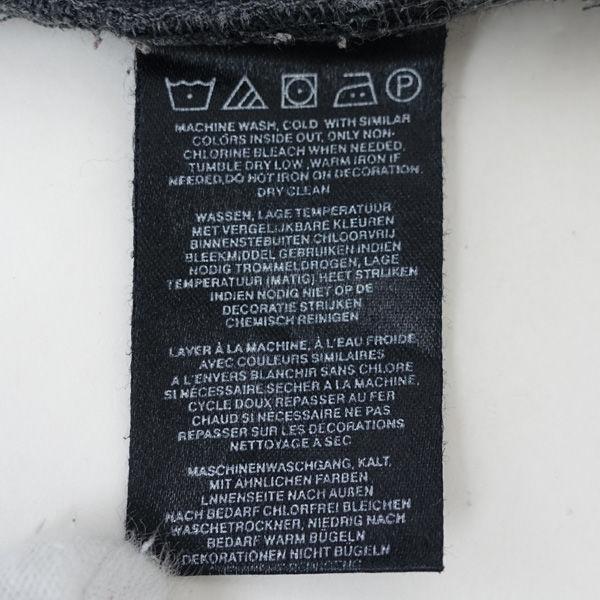 P
MACHINE WASH, COLD WITH SIMILAR
COLORS INSIDE OUT, ONLY NON-
CHLORINE BLEACH WHEN NEEDED,
TUMBLE DRY LOW, WARM IRON IF
NEEDED, DO NOT IRON ON DECORATION,
DRY CLEAN
WASSEN, LAGE TEMPERATUUR
MET VERGELIJKBARE KLEUREN
BINNENSTEBUITEN CHLOORVRIJ
BLEEKMIDDEL GEBRUIKEN INDIEN
NODIG TROMMELDROGEN, LAGE
TEMPERATUUR (MATIG) HEET STRIJKEN
INDIEN NODIG NIET OP DE
DECORATIE STRIJKEN
CHEMISCH REINIGEN
LAVER À LA MACHINE, À L'EAU FROIDE,
AVEC COULEURS SIMILAIRES
A L'ENVERS BLANCHIR SANS CHLORE
SI NÉCESSAIRE SECHER A LA MACHINE,
CYCLE DOUX REPASSER AU FER
CHAUD SI NÉCESSAIRE NE PAS
REPASSER SUR LES DECORATIONS
NETTOYAGE À SEC
MASCHINENWASCHGANG, KALT,
MIT ÄHNLICHEN FARBEN
LNNENSEITE NACH AUßEN
NACH BEDARF CHLORFREI BLEICHEN
WASCHETROCKNER, NIEDRIG NACH
BEDARF WARM BÜGELN
DEKORATIONEN NICHT BÜGELN